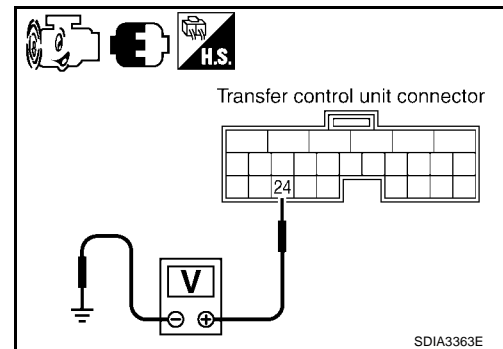 H.S.
Transfer control unit connector
24
V
SDIA3363E